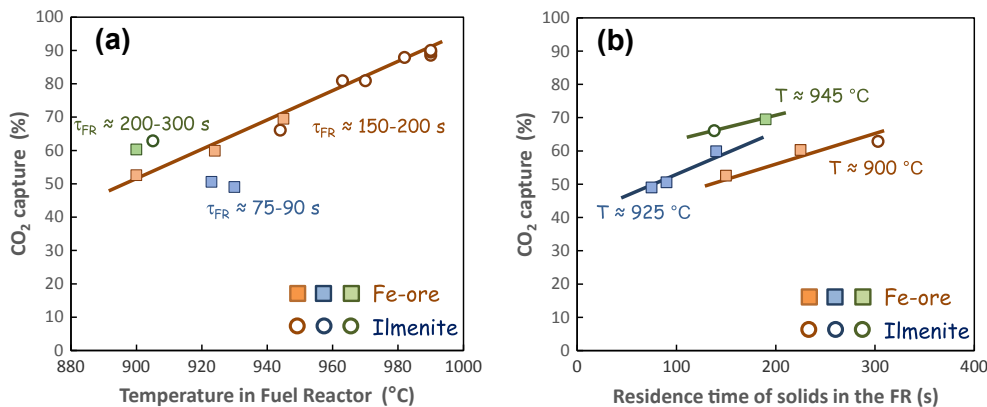 (a)
100
90
80
70
60
50
40
30
20
10
0
CO₂ capture (%)
τFR ≈ 200-300 s
τFR ≈ 150-200 s
τFR ≈ 75-90 s
Fe-ore
Ilmenite
880 900 920 940 960 980 1000
Temperature in Fuel Reactor (°C)
(b)
100
90
80
70
60
50
40
30
20
10
0
CO₂ capture (%)
T ≈ 945 °C
T ≈ 900 °C
T ≈ 925 °C
Fe-ore
Ilmenite
0 100 200 300 400
Residence time of solids in the FR (s)